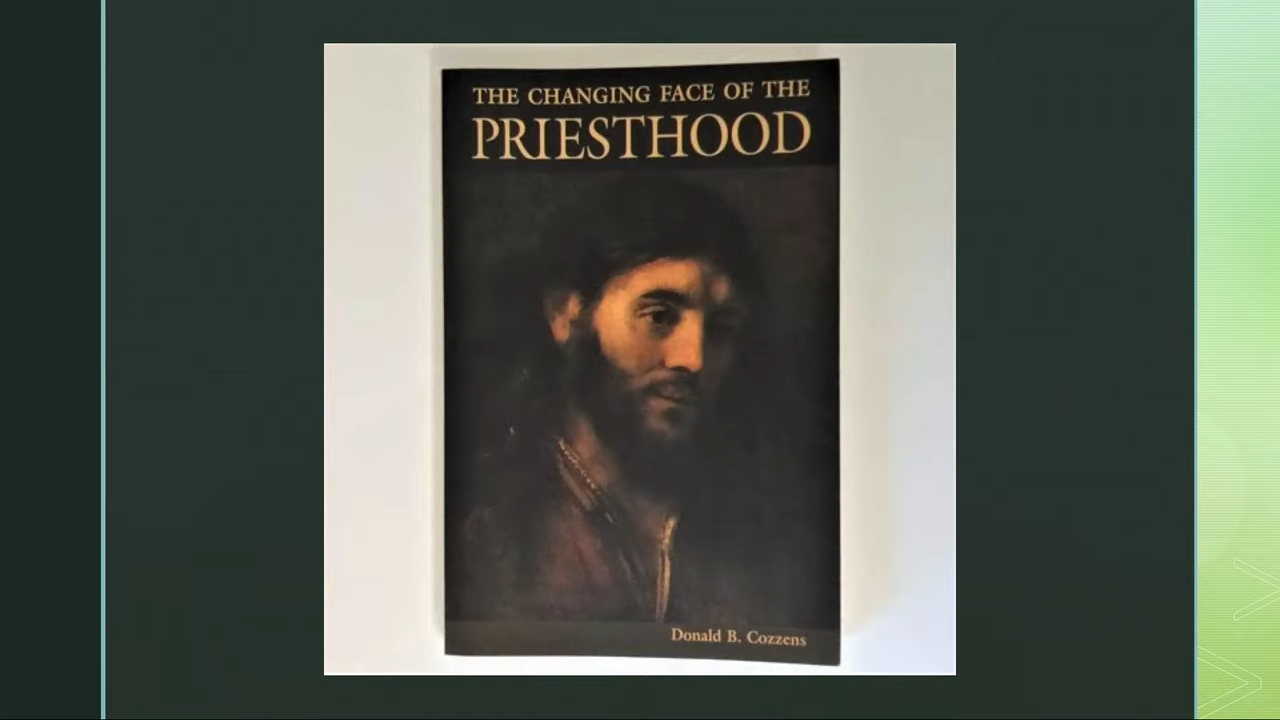 THE CHANGING FACE OF THE
PRIESTHOOD
Donald B. Cozzens